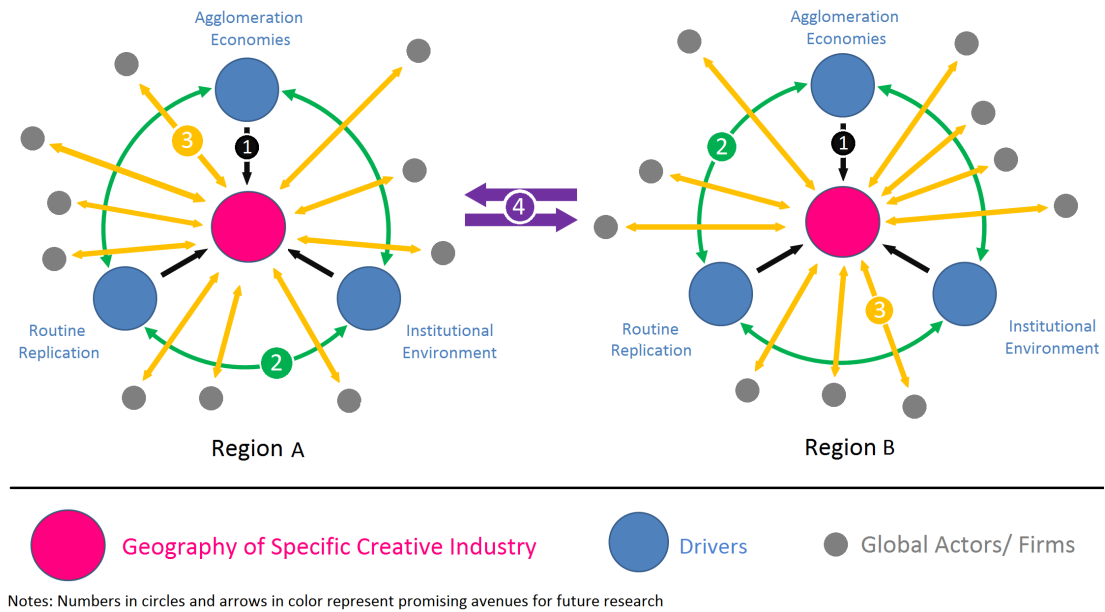 Agglomeration
Economies
3
1
Routine
Replication
Institutional
Environment
2
Region A
4
Agglomeration
Economies
2
1
3
Routine
Replication
Institutional
Environment
Region B
Geography of Specific Creative Industry
Drivers
Global Actors/ Firms
Notes: Numbers in circles and arrows in color represent promising avenues for future research